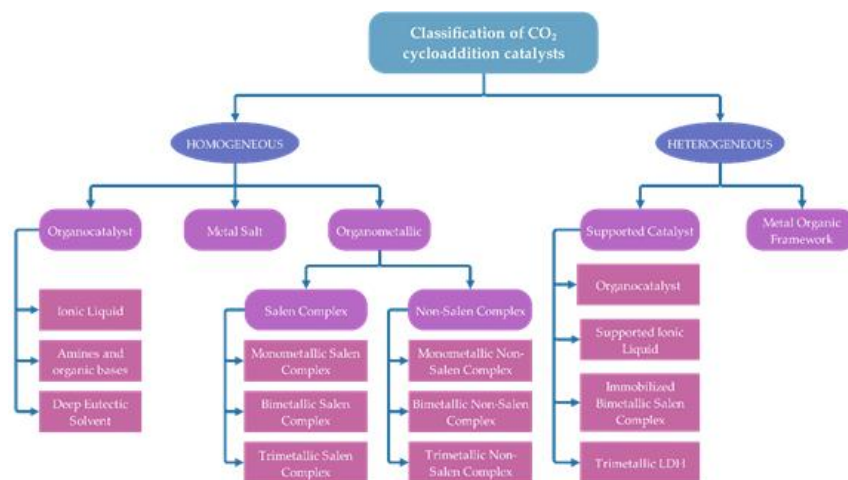 Classification of CO₂
cycloaddition catalysts
HOMOGENEOUS
HETEROGENEOUS
Organocatalyst
Metal Salt
Organometallic
Supported Catalyst
Metal Organic
Framework
Ionic Liquid
Amines and
organic bases
Deep Eutectic
Solvent
Salen Complex
Monometallic Salen
Complex
Bimetallic Salen
Complex
Trimetallic Salen
Complex
Non-Salen Complex
Monometallic Non-
Salen Complex
Bimetallic Non-Salen
Complex
Trimetallic Non-
Salen Complex
Organocatalyst
Supported Ionic
Liquid
Immobilized
Bimetallic Salen
Complex
Trimetallic LDH